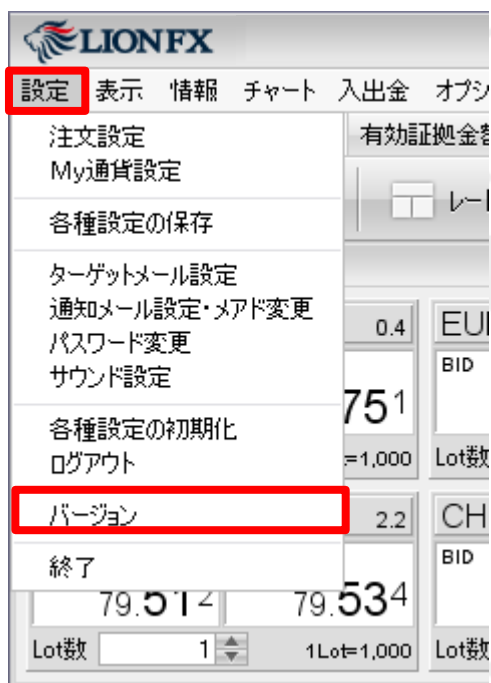 LIONFX
設定 表示 情報 チャート 入出金 オプシ
注文設定
My通貨設定
各種設定の保存
ターゲットメール設定
通知メール設定・メアド変更
パスワード変更
サウンド設定
各種設定の初期化
ログアウト
バージョン
終了
有効証拠金
レー
0.4 EU
BID
751
=1,000 Lot数
2.2 CH
BID
79.512 79.534
Lot数 1 1Lot=1,000 Lot数